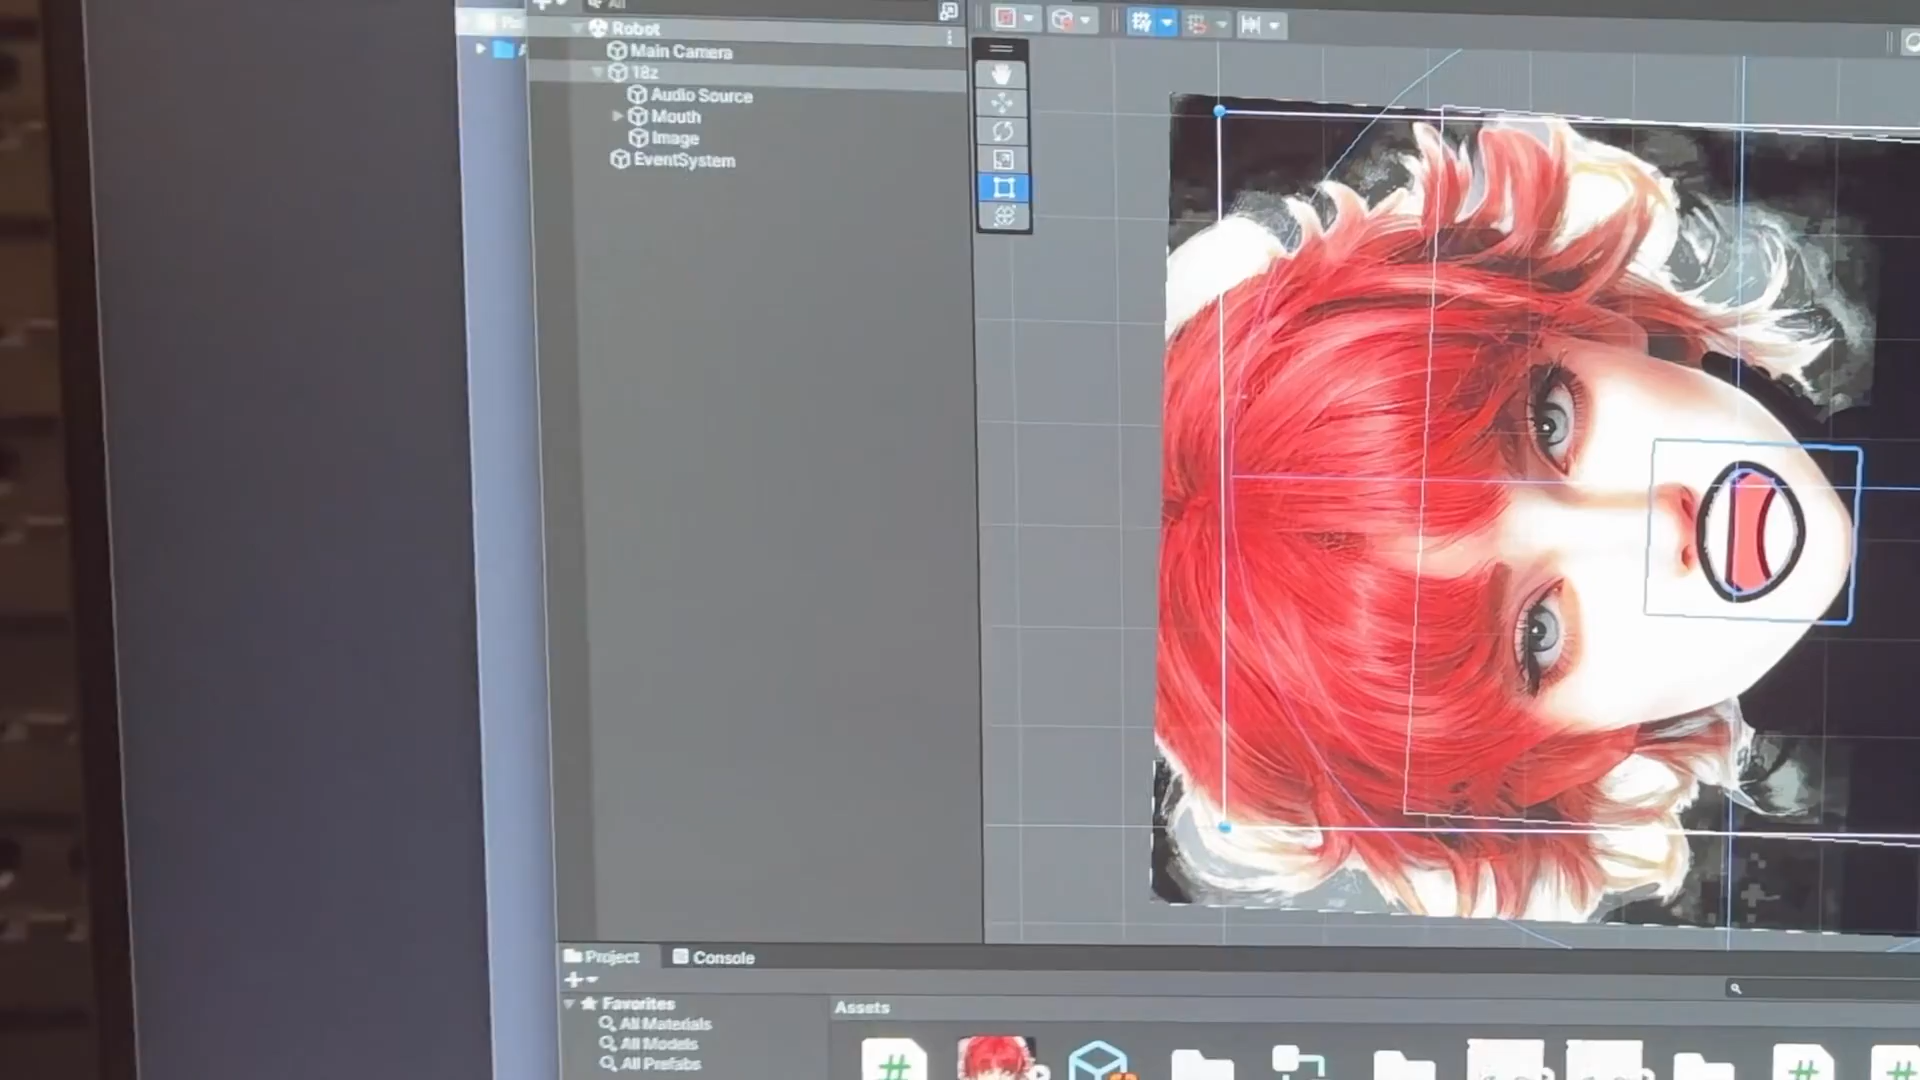 All
Robot
Main Camera
18z
Audio Source
Mouth
Image
EventSystem
Project
Console
Favorites
All Materials
All Models
All Prefabs
Assets